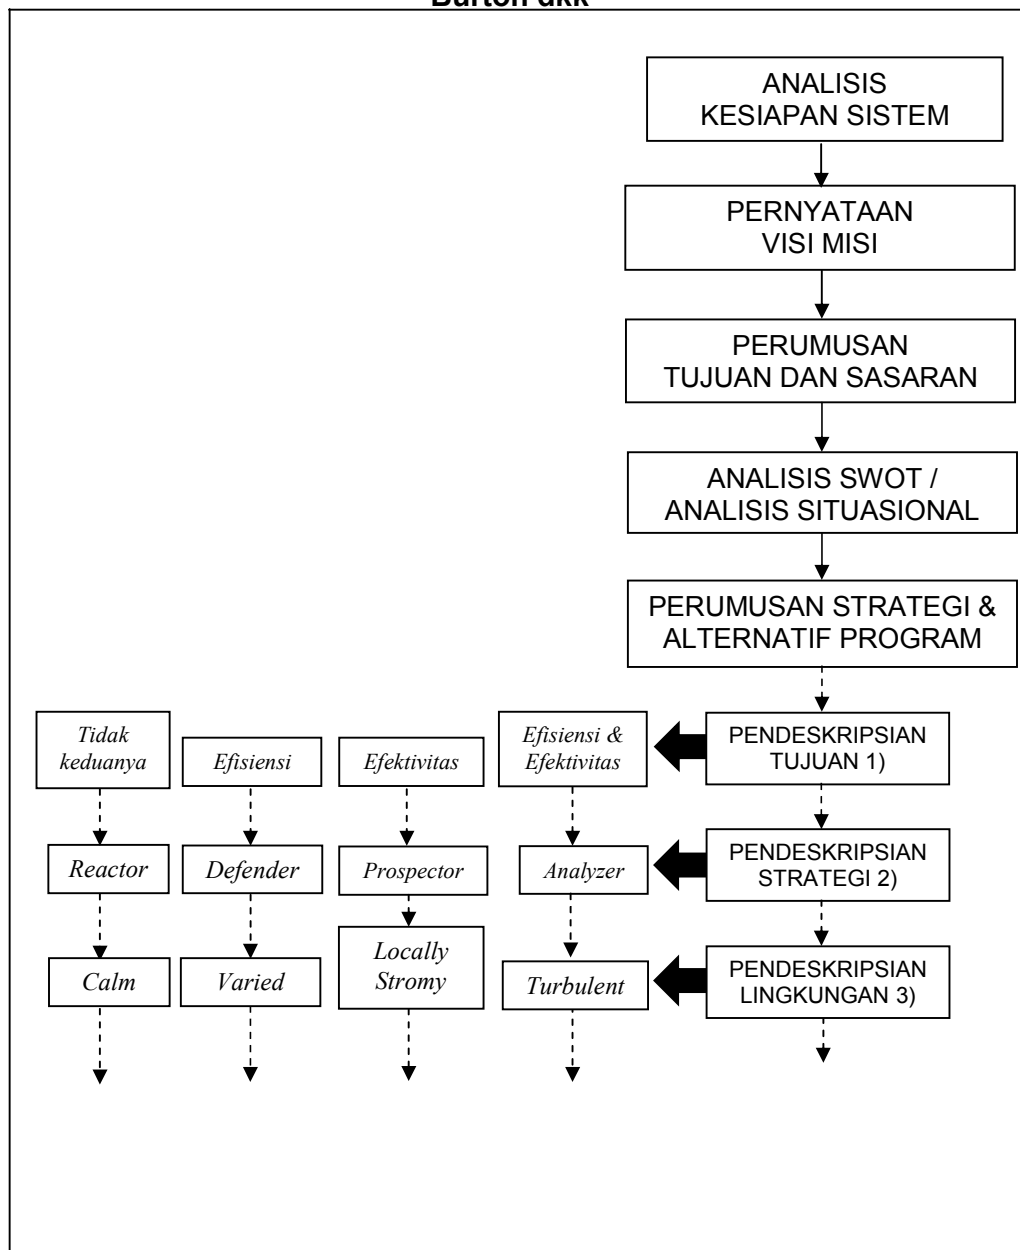 Burton dkk
ANALISIS
KESIAPAN SISTEM
PERNYATAAN
VISI MISI
PERUMUSAN
TUJUAN DAN SASARAN
ANALISIS SWOT /
ANALISIS SITUASIONAL
PERUMUSAN STRATEGI &
ALTERNATIF PROGRAM
Tidak
keduanya
Efisiensi
Efektivitas
Efisiensi &
Efektivitas
PENDESKRIPSIAN
TUJUAN 1)
Reactor
Defender
Prospector
Analyzer
PENDESKRIPSIAN
STRATEGI 2)
Calm
Varied
Locally
Stromy
Turbulent
PENDESKRIPSIAN
LINGKUNGAN 3)